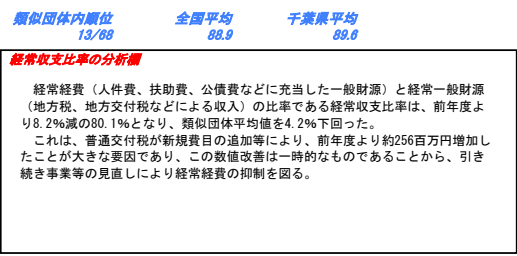 類似団体内順位 全国平均 千葉県平均
13/68 88.9 89.6
経常収支比率の分析欄
経常経費（人件費、扶助費、公債費などに充当した一般財源）と経常一般財源
（地方税、地方交付税などによる収入）の比率である経常収支比率は、前年度よ
り8.2％減の80.1％となり、類似団体平均値を4.2％下回った。
これは、普通交付税が新規費目の追加等により、前年度より約256百万円増加し
たことが大きな要因であり、この数値改善は一時的なものであることから、引き
続き事業等の見直しにより経常経費の抑制を図る。